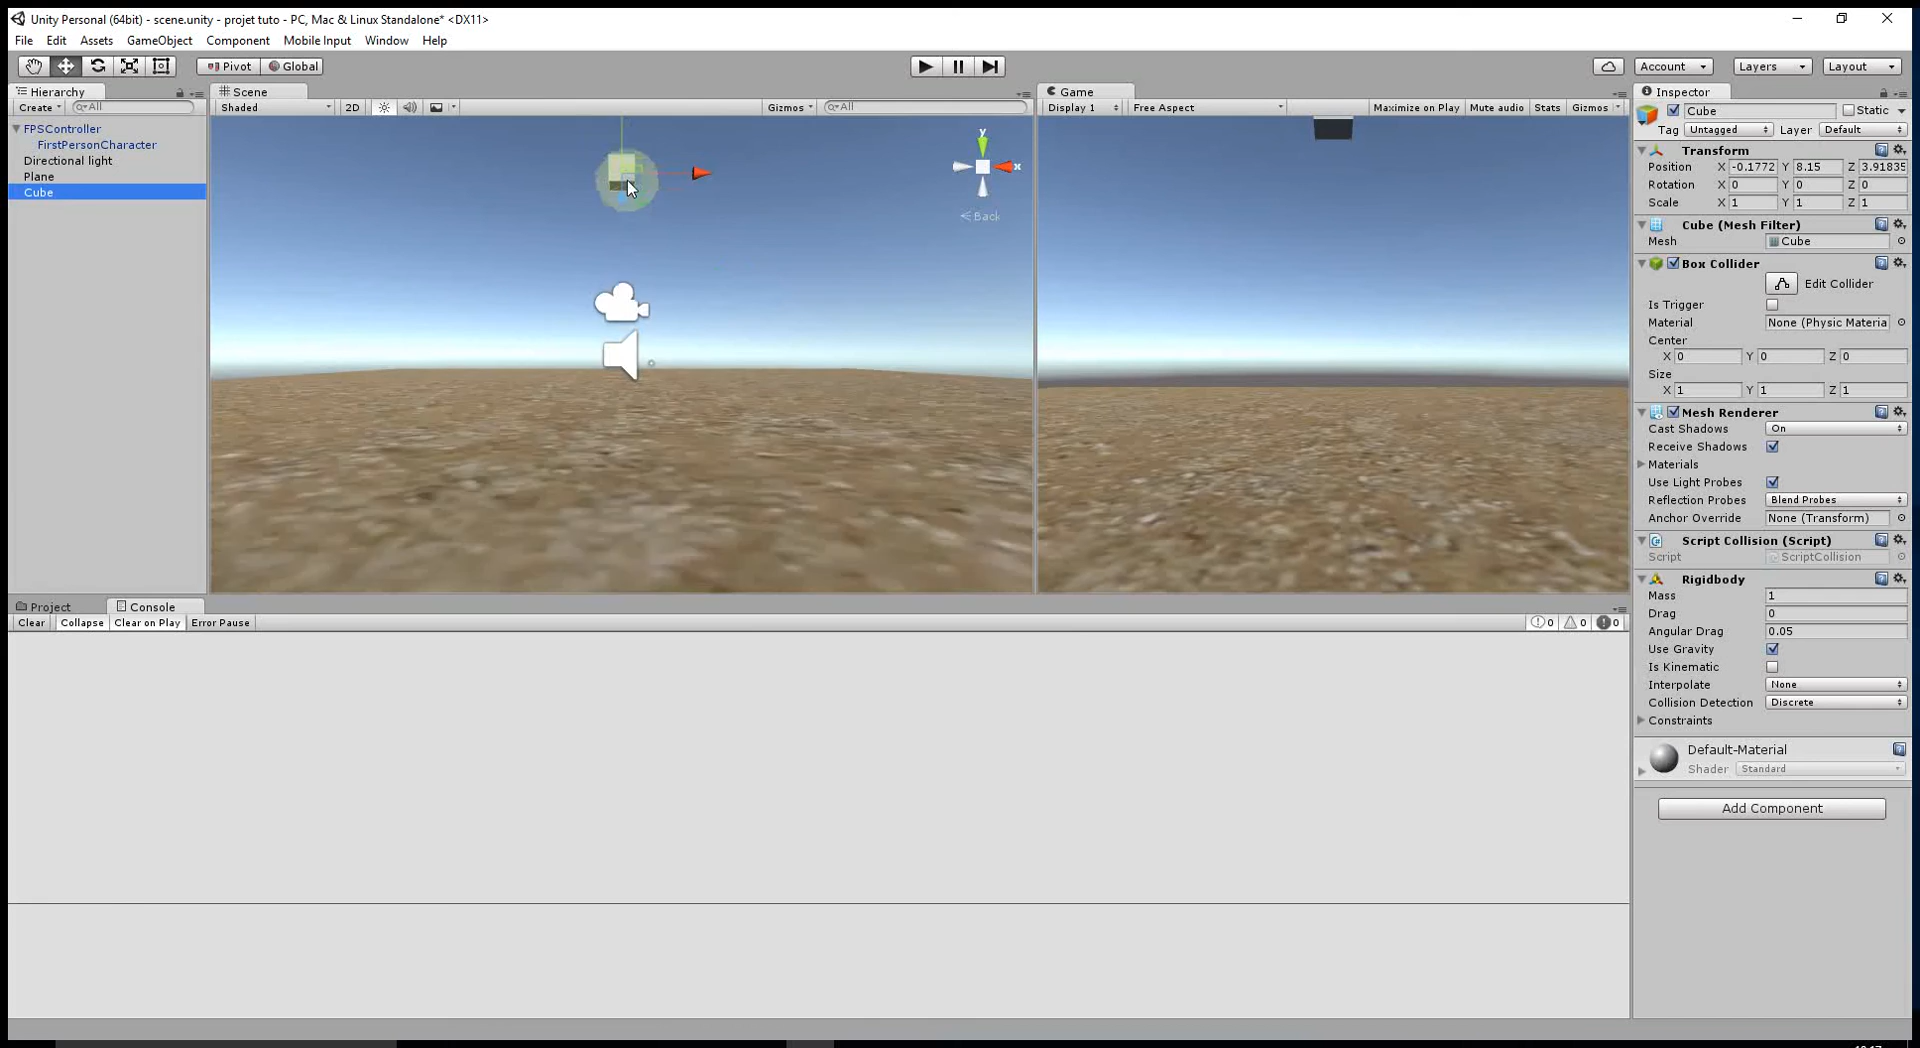 Unity Personal (64bit) - scene.unity - projet tuto - PC, Mac & Linux Standalone* <DX11>
File Edit Assets GameObject Component Mobile Input Window Help
Pivot Global Account Layers Layout
Hierarchy
Create All
FPSController
FirstPersonCharacter
Directional light
Plane
Cube
Scene
Shaded 2D Gizmos All
y
x
Back
Game
Display 1 Free Aspect Maximize on Play Mute audio Stats Gizmos
Inspector
Cube Static
Tag Untagged Layer Default
Transform
Position X -0.1772 Y 8.15 Z 3.91835
Rotation X 0 Y 0 Z 0
Scale X 1 Y 1 Z 1
Cube (Mesh Filter)
Mesh Cube
Box Collider
Edit Collider
Is Trigger
Material None (Physic Materia
Center
X 0 Y 0 Z 0
Size
X 1 Y 1 Z 1
Mesh Renderer
Cast Shadows On
Receive Shadows
Materials
Use Light Probes
Reflection Probes Blend Probes
Anchor Override None (Transform)
Script Collision (Script)
Script ScriptCollision
Rigidbody
Mass 1
Drag 0
Angular Drag 0.05
Use Gravity
Is Kinematic
Interpolate None
Collision Detection Discrete
Constraints
Default-Material
Shader Standard
Add Component
Project Console
Clear Collapse Clear on Play Error Pause 0 0 0